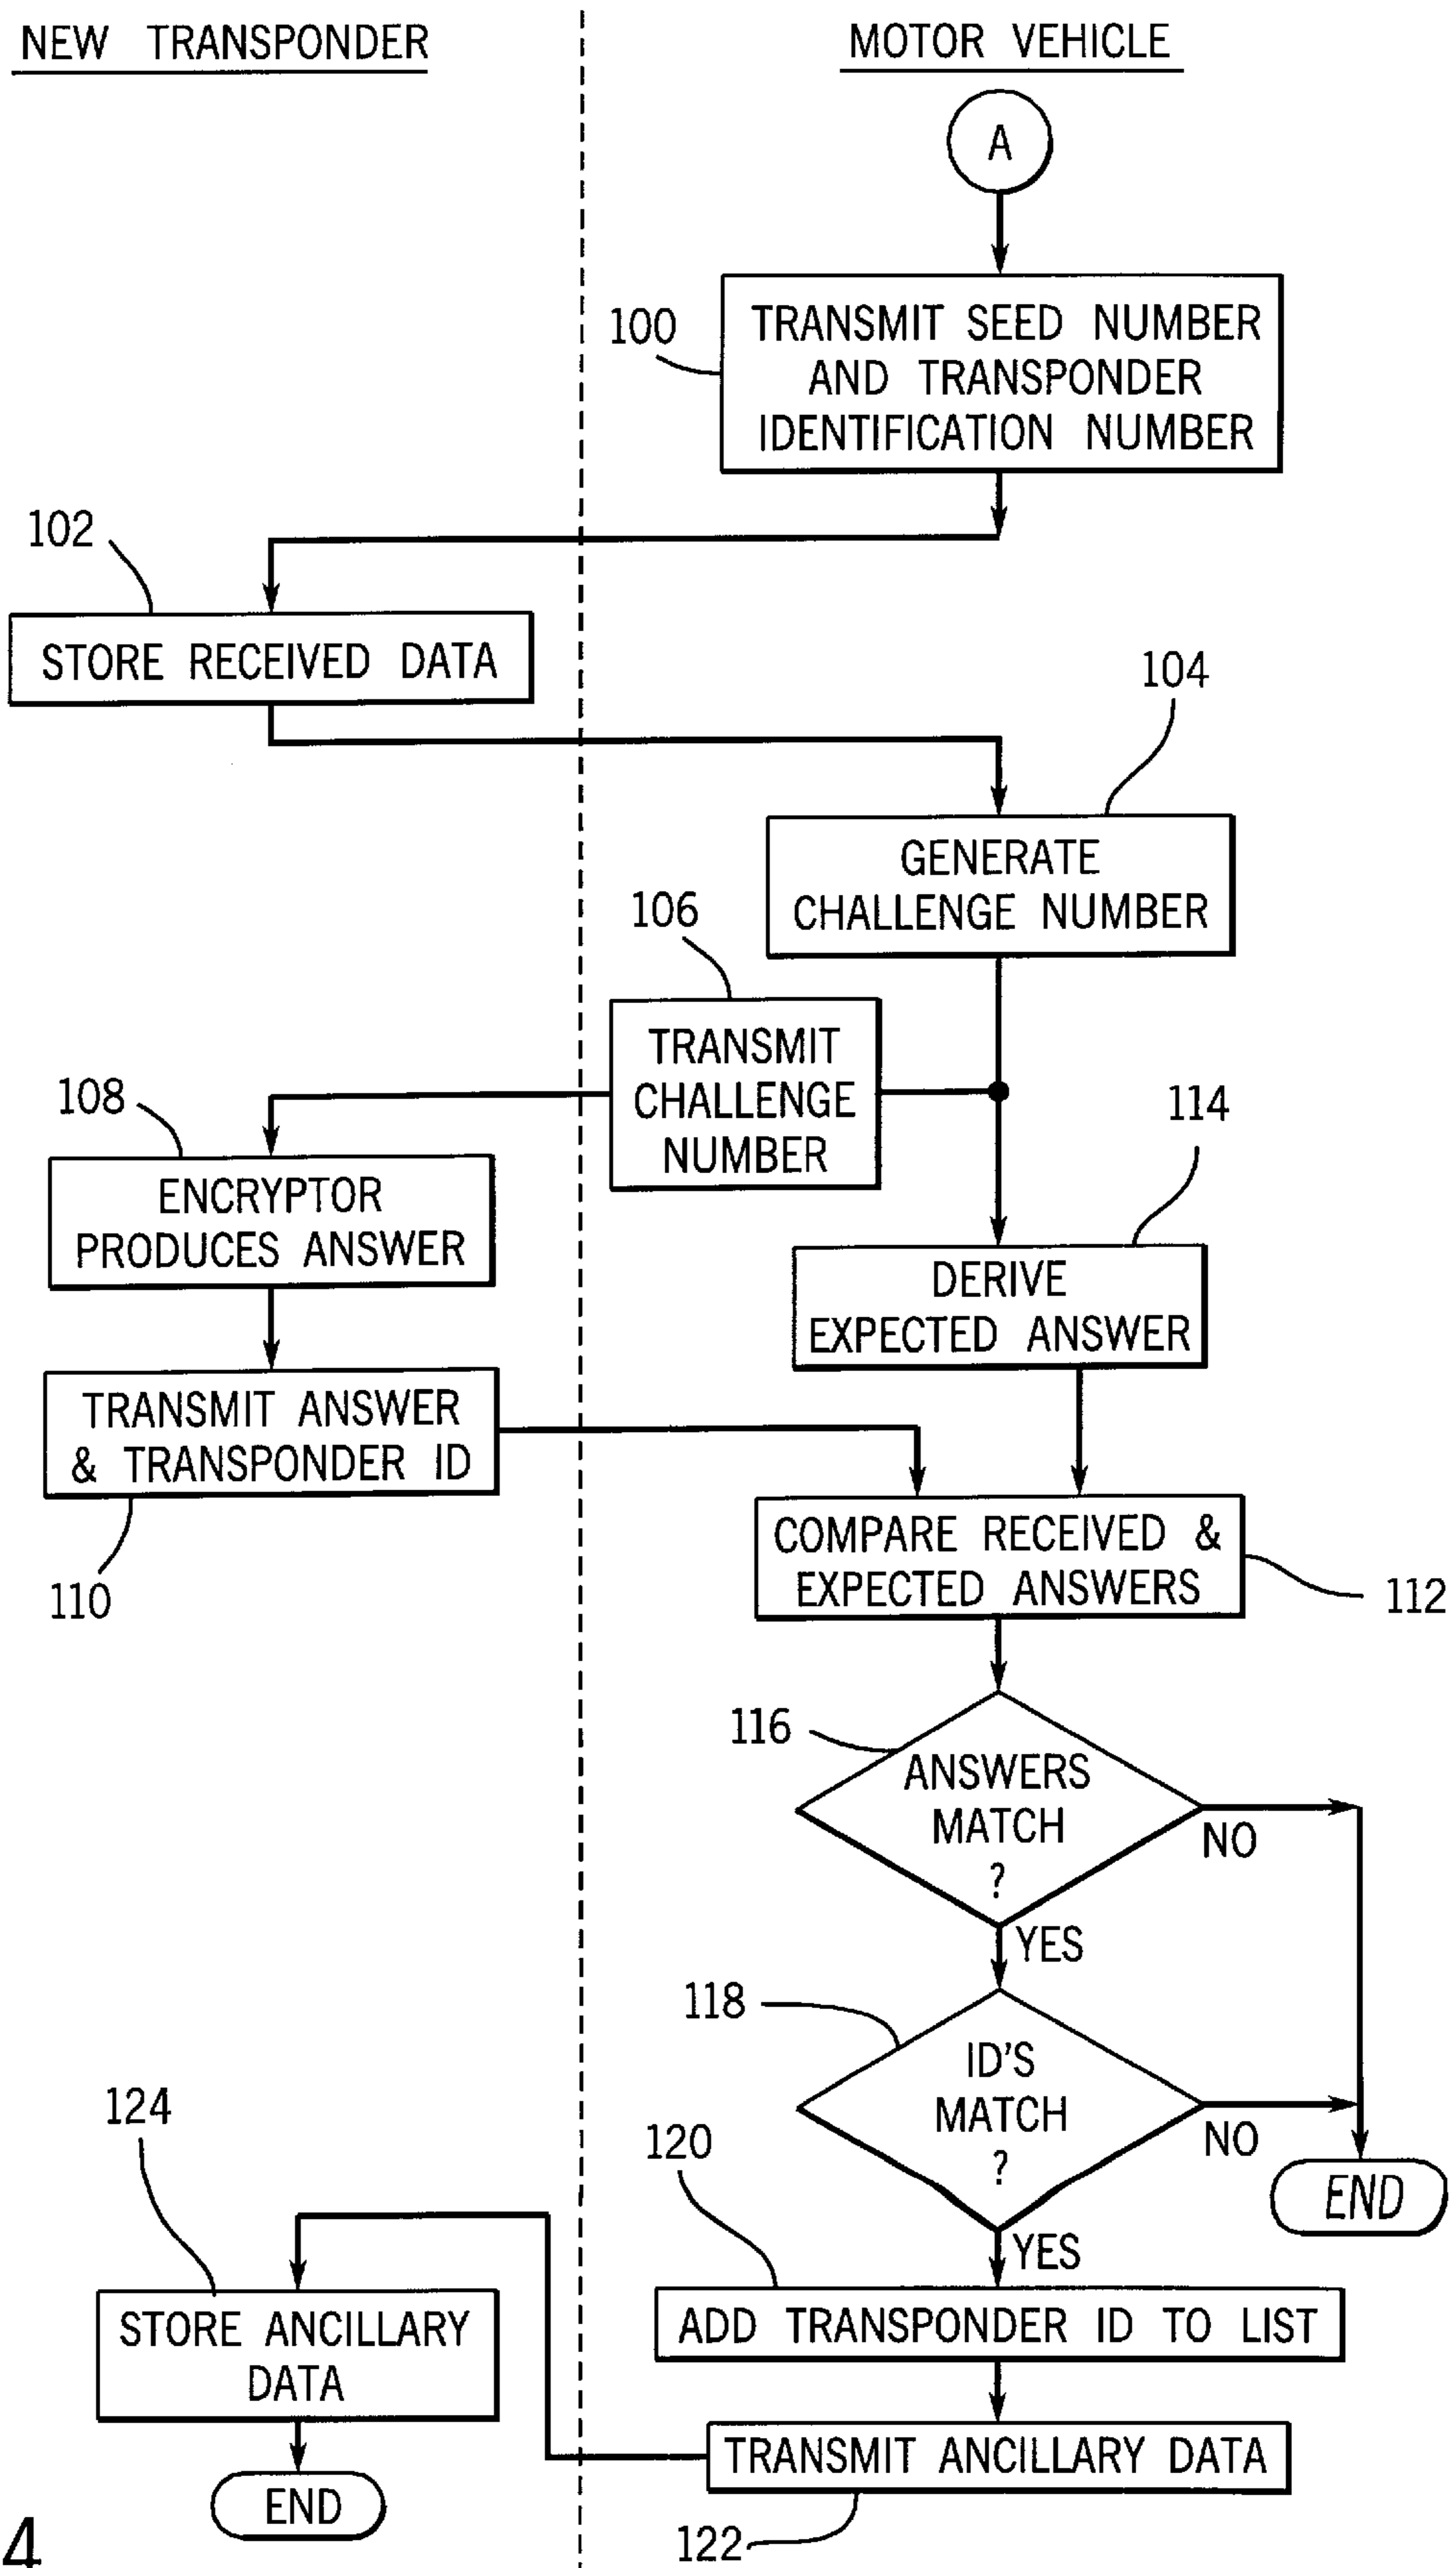 NEW TRANSPONDER
MOTOR VEHICLE
A
100
TRANSMIT SEED NUMBER
AND TRANSPONDER
IDENTIFICATION NUMBER
102
STORE RECEIVED DATA
104
GENERATE
CHALLENGE NUMBER
106
TRANSMIT
CHALLENGE
NUMBER
108
ENCRYPTOR
PRODUCES ANSWER
114
DERIVE
EXPECTED ANSWER
TRANSMIT ANSWER
& TRANSPONDER ID
110
COMPARE RECEIVED &
EXPECTED ANSWERS
112
116
ANSWERS
MATCH
?
NO
YES
118
ID'S
MATCH
?
NO
END
YES
120
ADD TRANSPONDER ID TO LIST
124
STORE ANCILLARY
DATA
END
TRANSMIT ANCILLARY DATA
122
4